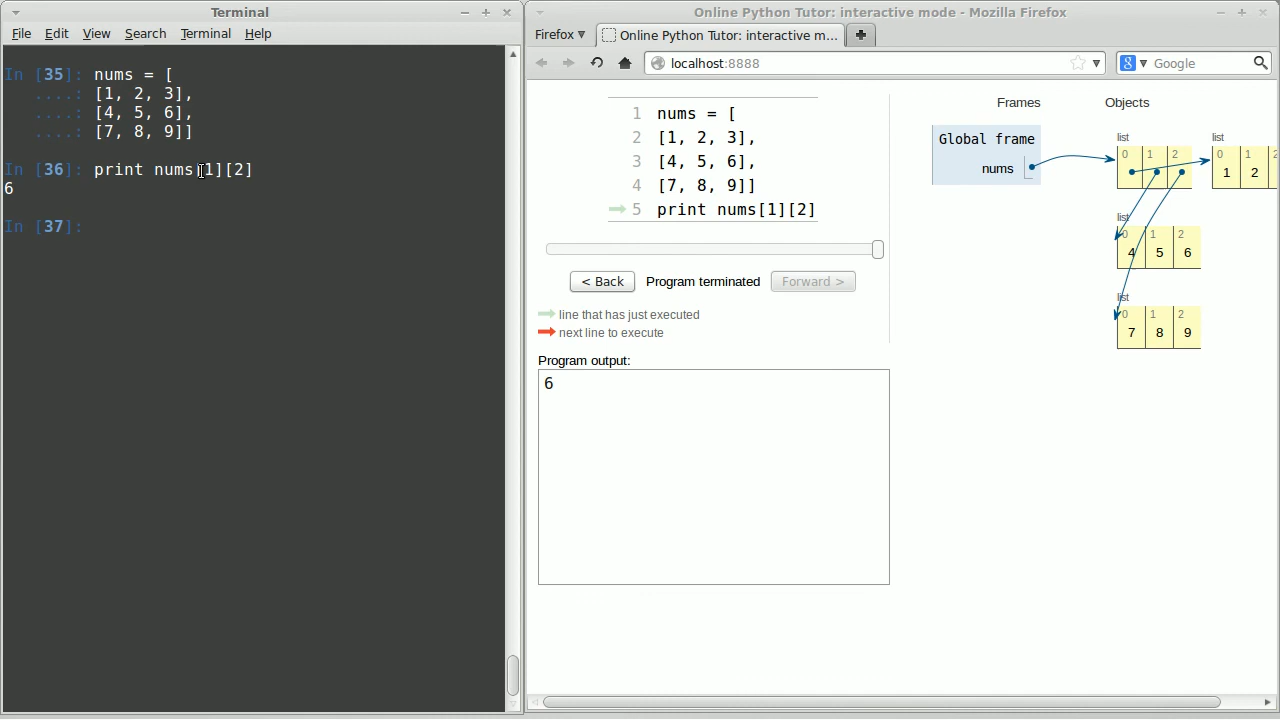 Terminal
File Edit View Search Terminal Help
In [35]: nums = [
....: [1, 2, 3],
....: [4, 5, 6],
....: [7, 8, 9]]
In [36]: print nums[1][2]
6
In [37]:
Online Python Tutor: interactive mode - Mozilla Firefox
Firefox
Online Python Tutor: interactive m...
localhost:8888
Google
1 nums = [
2 [1, 2, 3],
3 [4, 5, 6],
4 [7, 8, 9]]
5 print nums[1][2]
< Back Program terminated Forward >
line that has just executed
next line to execute
Program output:
6
Frames Objects
Global frame
nums
list
0 1 2
list
0 1 2
1 2
list
0 1 2
4 5 6
list
0 1 2
7 8 9